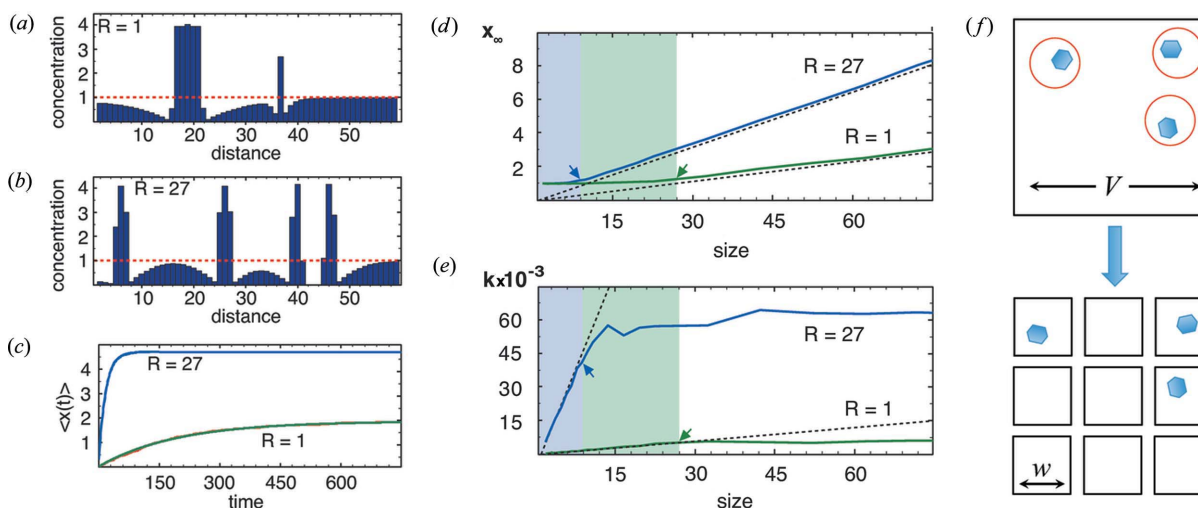 (a)
R = 1
concentration
4
3
2
1
10 20 30 40 50
distance
(b)
R = 27
concentration
4
3
2
1
10 20 30 40 50
distance
(c)
<x(t)>
4
3
2
1
R = 27
R = 1
150 300 450 600
time
(d)
x∞
8
6
4
2
R = 27
R = 1
15 30 45 60
size
(e)
k×10⁻³
60
45
30
15
R = 27
R = 1
15 30 45 60
size
(f)
V
w